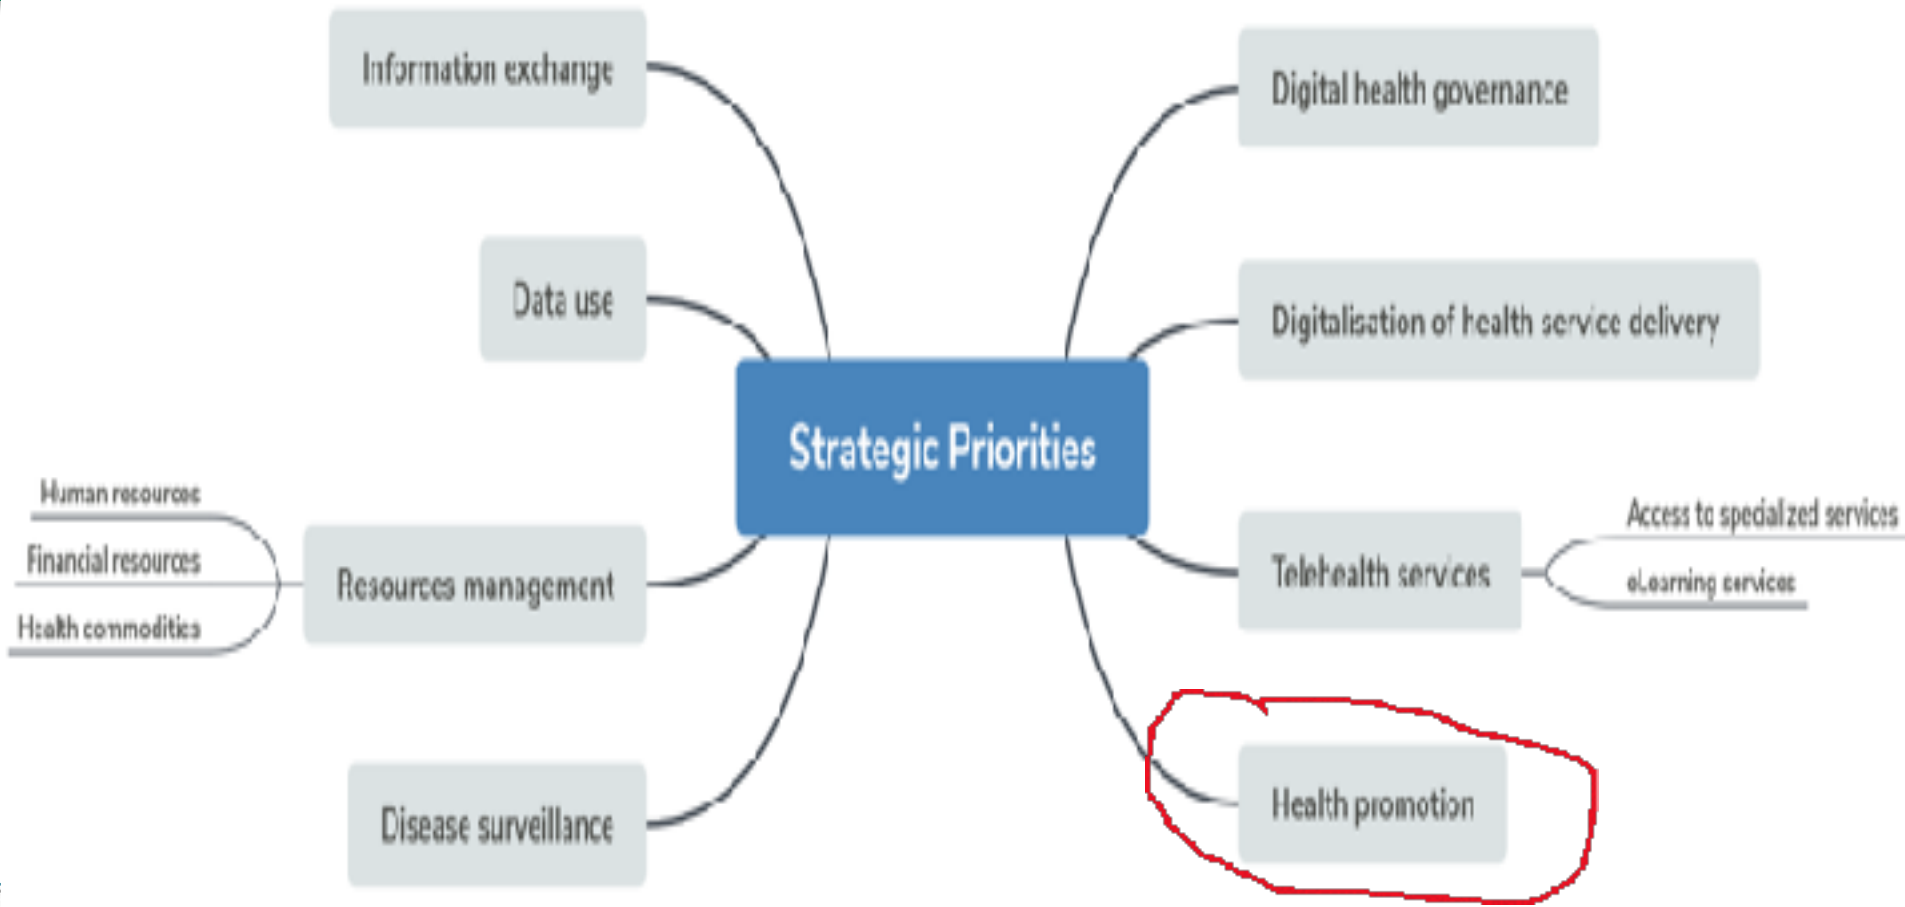 Information exchange
Digital health governance
Data use
Digitalisation of health service delivery
Strategic Priorities
Human resources
Financial resources
Health commodities
Resources management
Telehealth services
Access to specialized services
eLearning services
Disease surveillance
Health promotion